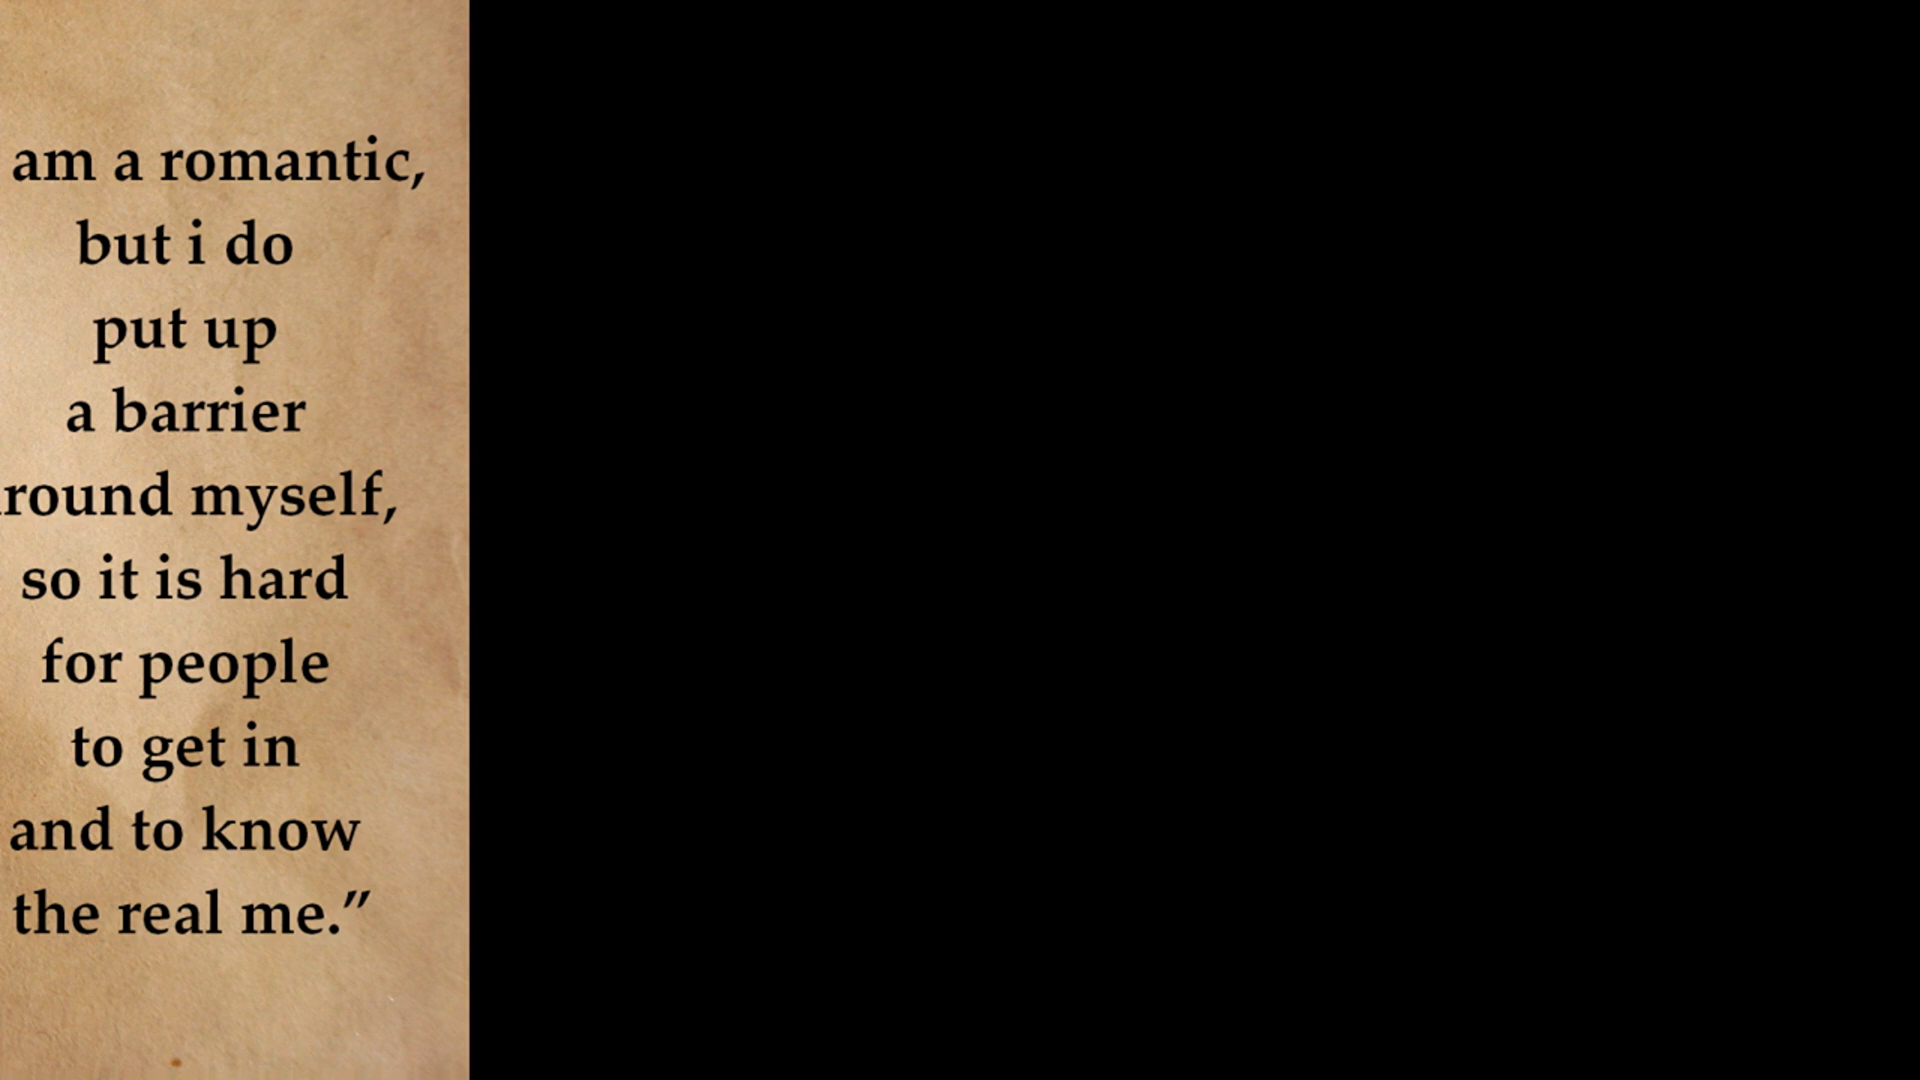 am a romantic,
but i do
put up
a barrier
round myself,
so it is hard
for people
to get in
and to know
the real me.”